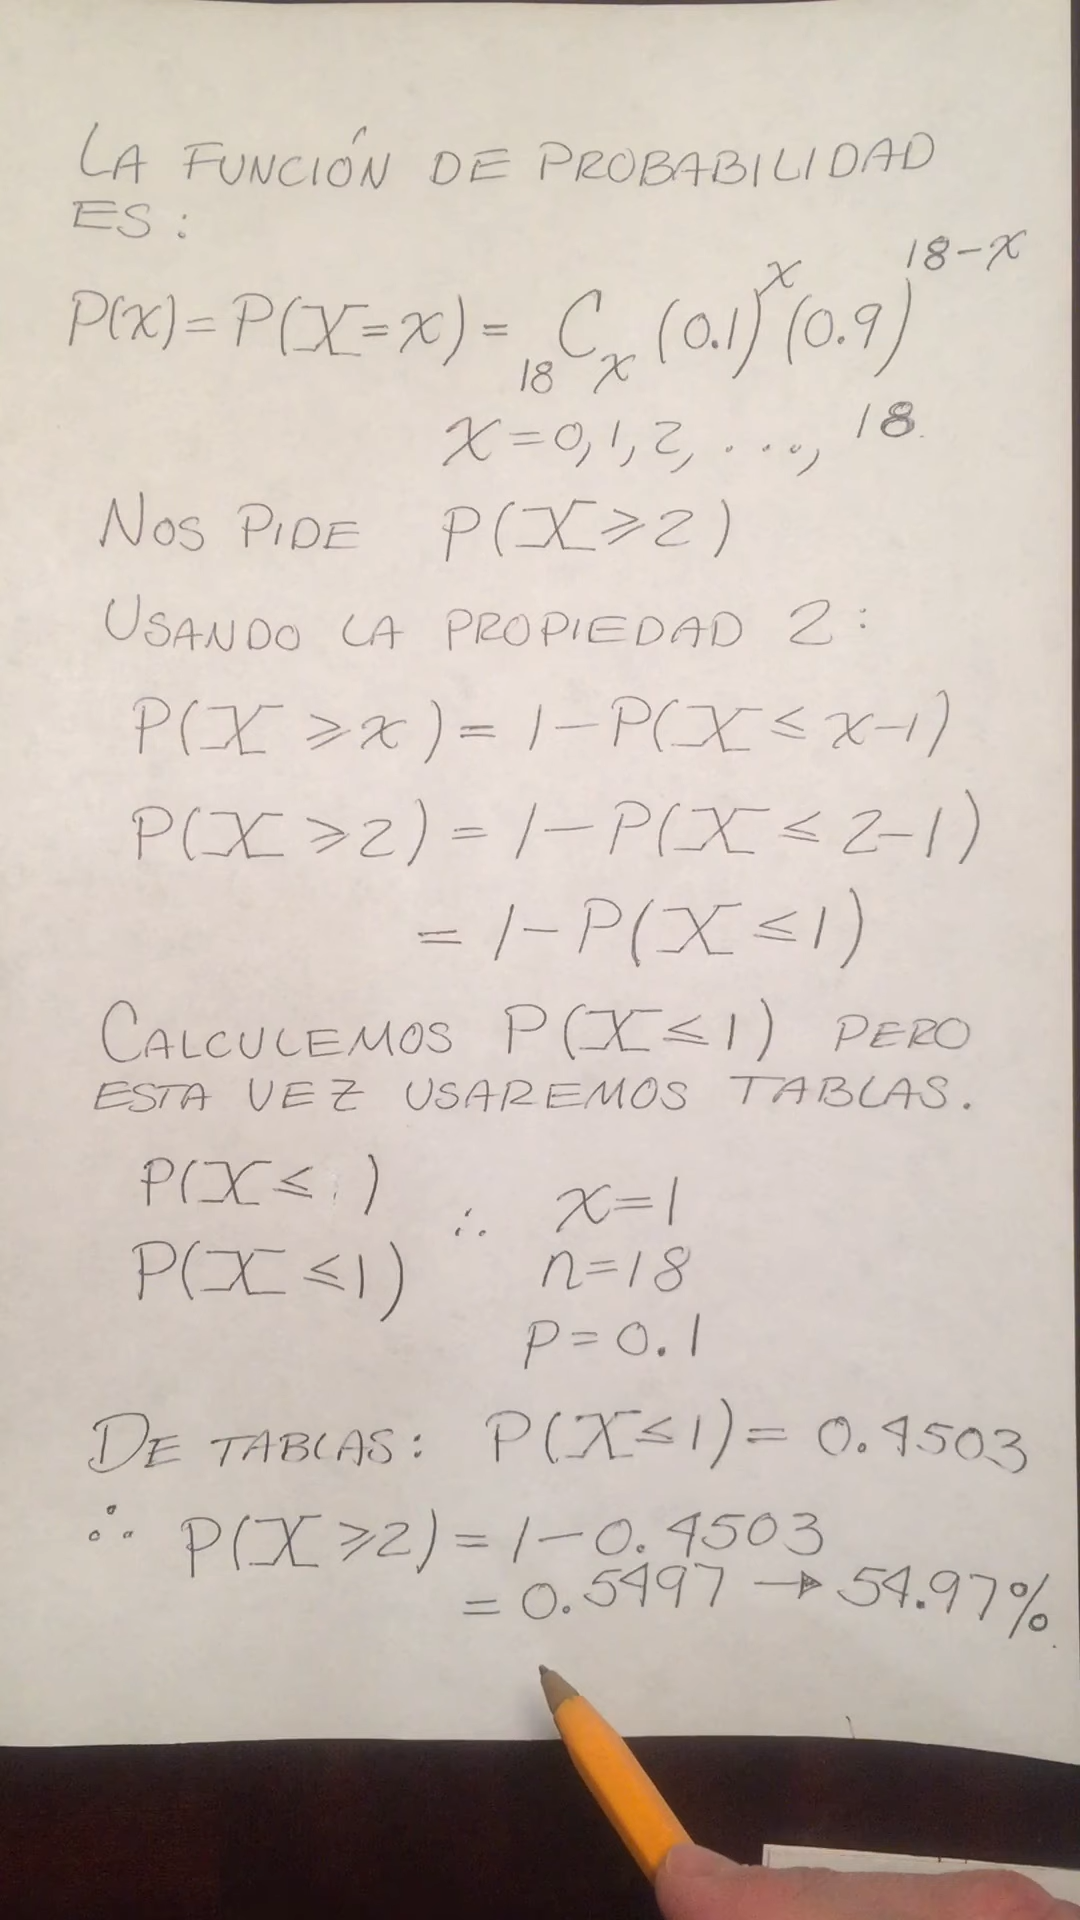 LA FUNCIÓN DE PROBABILIDAD
ES:
P(x)=P(X=x)= ₁₈Cₓ (0.1)ˣ(0.9)¹⁸⁻ˣ
x=0,1,2, ..., 18.
NOS PIDE P(X≥2)
USANDO LA PROPIEDAD 2:
P(X≥x)= 1-P(X≤x-1)
P(X≥2)= 1-P(X≤2-1)
= 1-P(X≤1)
CALCULEMOS P(X≤1) PERO
ESTA VEZ USAREMOS TABLAS.
P(X≤ )
P(X≤1) ∴ x=1
n=18
p=0.1
DE TABLAS: P(X≤1)= 0.4503
∴ P(X≥2)= 1-0.4503
= 0.5497 → 54.97%